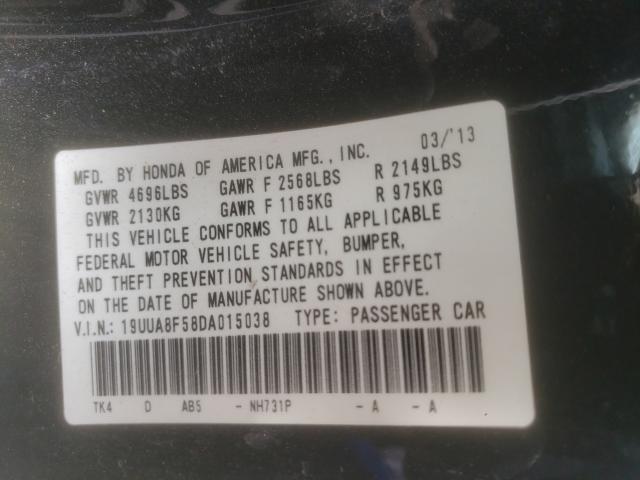 MFD. BY HONDA OF AMERICA MFG., INC. 03/'13
GVWR 4696LBS GAWR F 2568LBS R 2149LBS
GVWR 2130KG GAWR F 1165KG R 975KG
THIS VEHICLE CONFORMS TO ALL APPLICABLE
FEDERAL MOTOR VEHICLE SAFETY, BUMPER,
AND THEFT PREVENTION STANDARDS IN EFFECT
ON THE DATE OF MANUFACTURE SHOWN ABOVE.
V.I.N.: 19UUA8F58DA015038 TYPE: PASSENGER CAR
TK4 D AB5 - NH731P - A - A